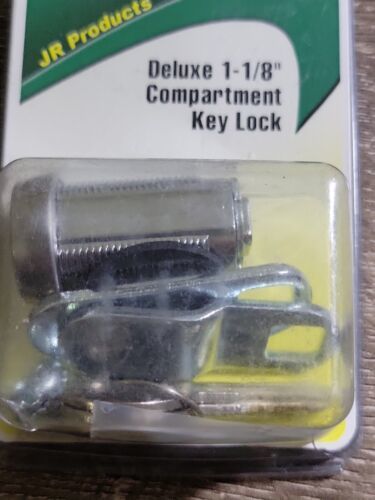 JR Products
Deluxe 1-1/8"
Compartment
Key Lock